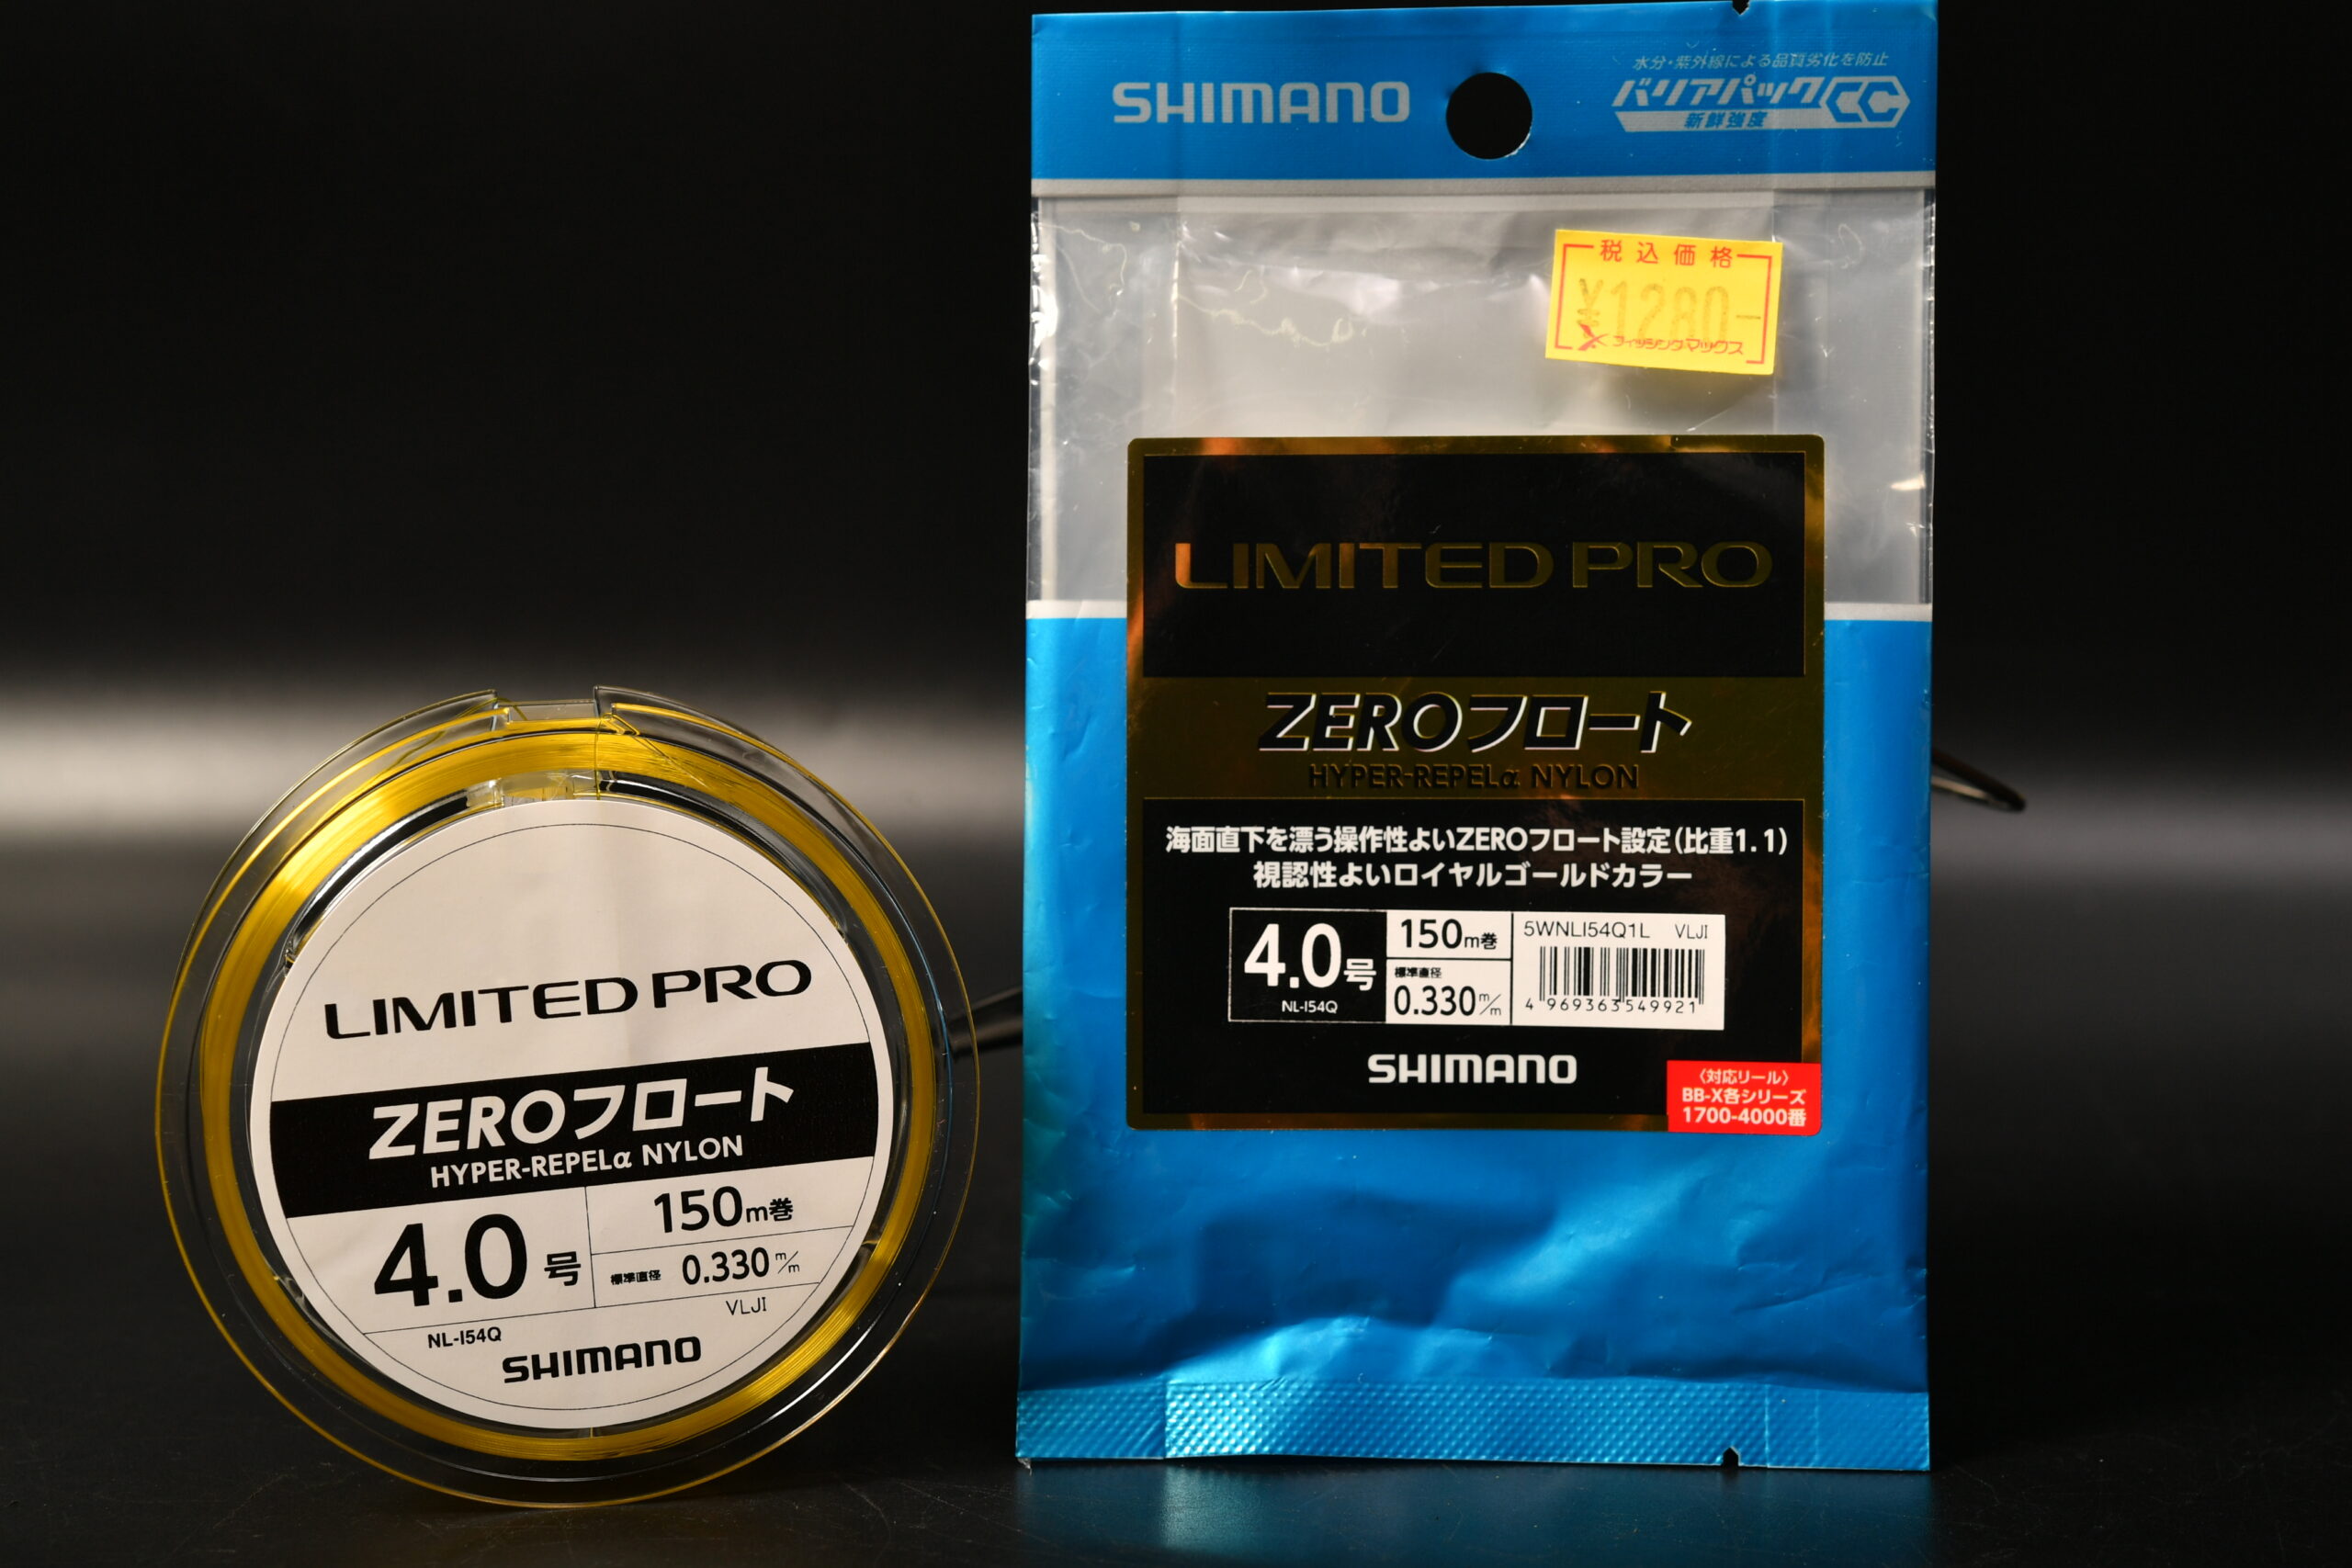 LIMITED PRO
ZEROフロート
HYPER-REPELα NYLON
4.0号
150m巻
標準直径 0.330m/m
VLJI
NL-I54Q
SHIMANO
SHIMANO
水分・紫外線による品質劣化を防止
バリアパックCC
新鮮強度
税込価格
¥1280-
フィッシングマックス
LIMITED PRO
ZEROフロート
HYPER-REPELα NYLON
海面直下を漂う操作性よいZEROフロート設定(比重1.1)
視認性よいロイヤルゴールドカラー
4.0号
NL-I54Q
150m巻
標準直径
0.330m/m
5WNLI54Q1L VLJI
4 969363 549921
SHIMANO
〈対応リール〉
BB-X各シリーズ
1700-4000番